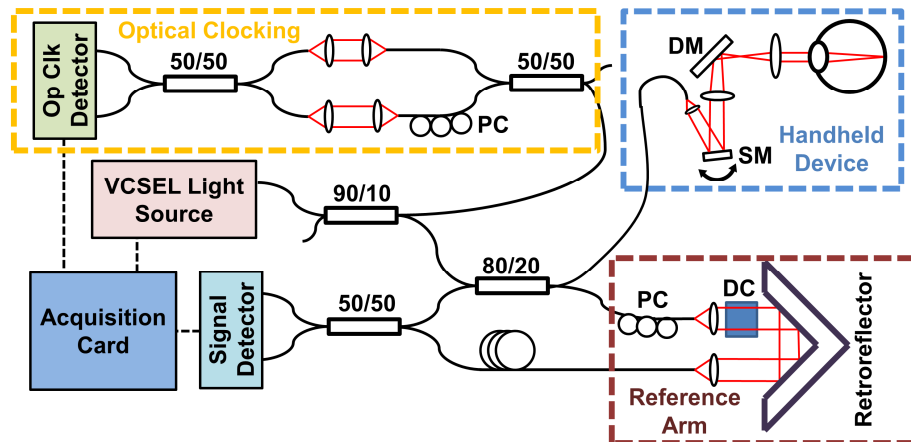 Optical Clocking
Op Clk
Detector
50/50
50/50
PC
DM
SM
Handheld
Device
VCSEL Light
Source
90/10
80/20
Acquisition
Card
Signal
Detector
50/50
PC
DC
Reference
Arm
Retroreflector